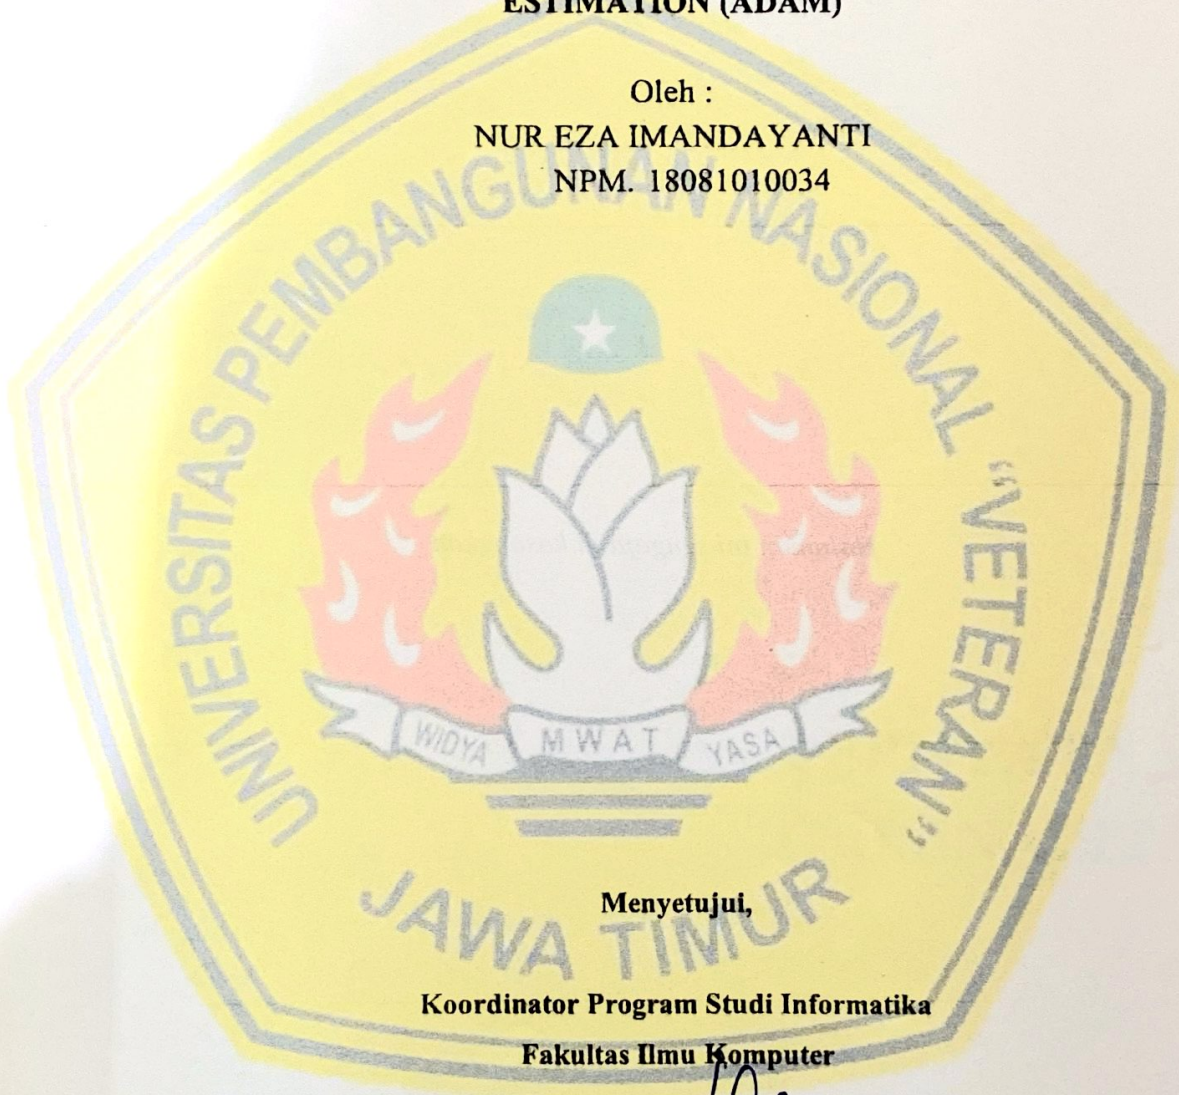 ESTIMATION (ADAM)
Oleh :
NUR EZA IMANDAYANTI
NPM. 18081010034
UNIVERSITAS PEMBANGUNAN NASIONAL "VETERAN"
WIDYA MWAT YASA
JAWA TIMUR
Menyetujui,
Koordinator Program Studi Informatika
Fakultas Ilmu Komputer